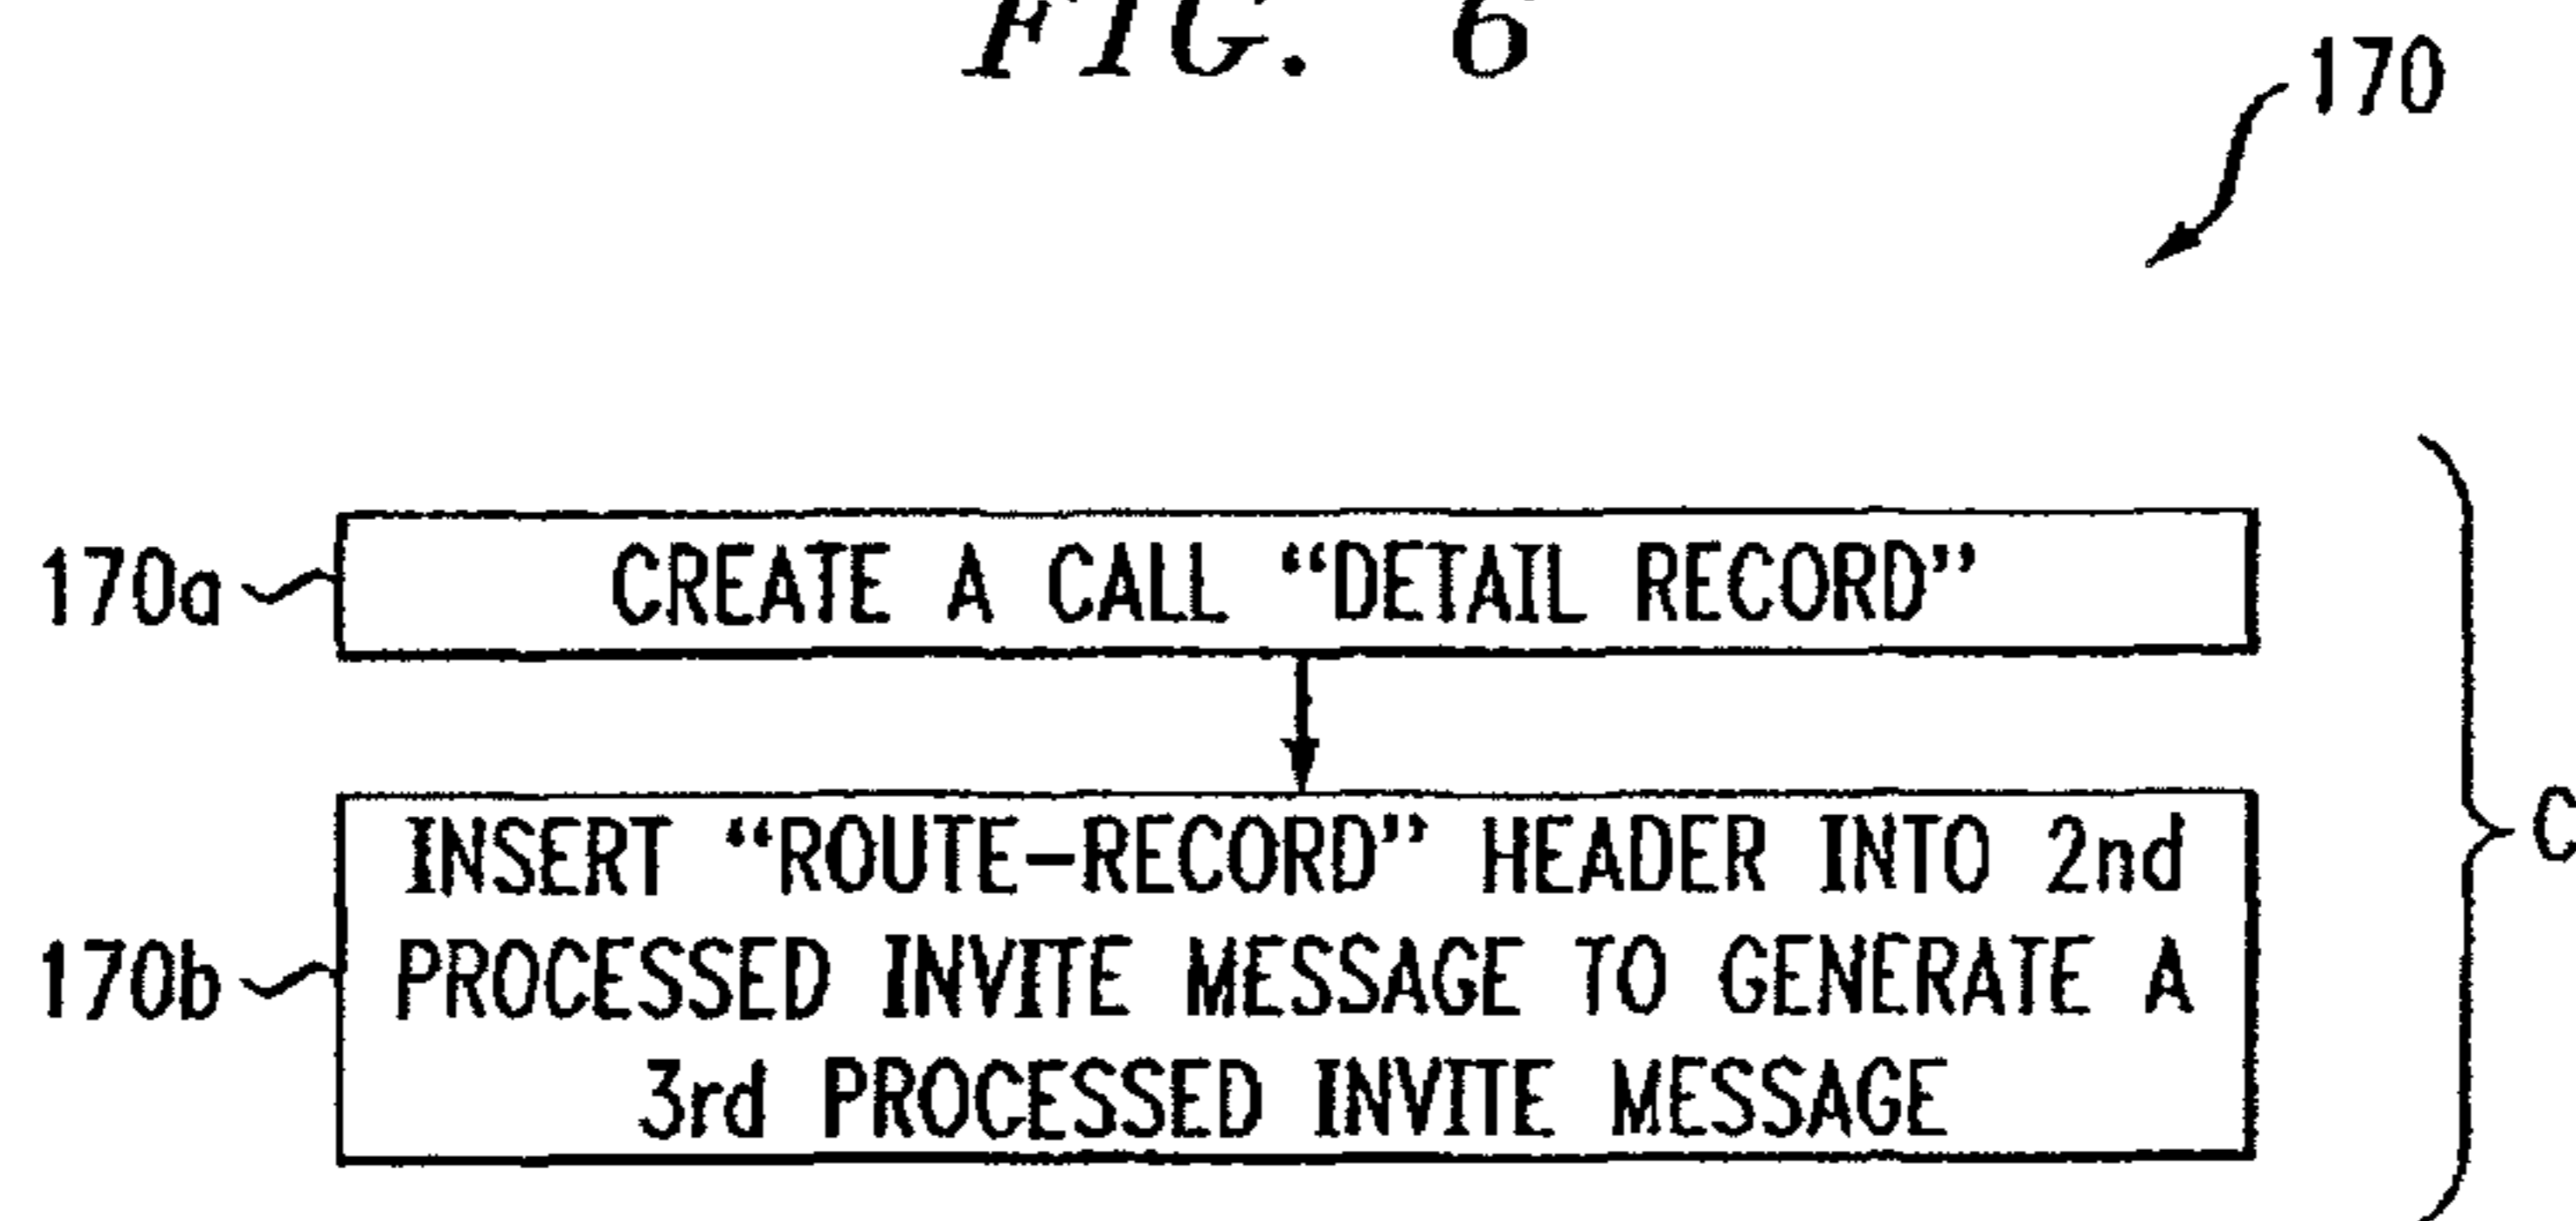 FIG. 6
170
170a
CREATE A CALL “DETAIL RECORD”
170b
INSERT “ROUTE–RECORD” HEADER INTO 2nd
PROCESSED INVITE MESSAGE TO GENERATE A
3rd PROCESSED INVITE MESSAGE
C